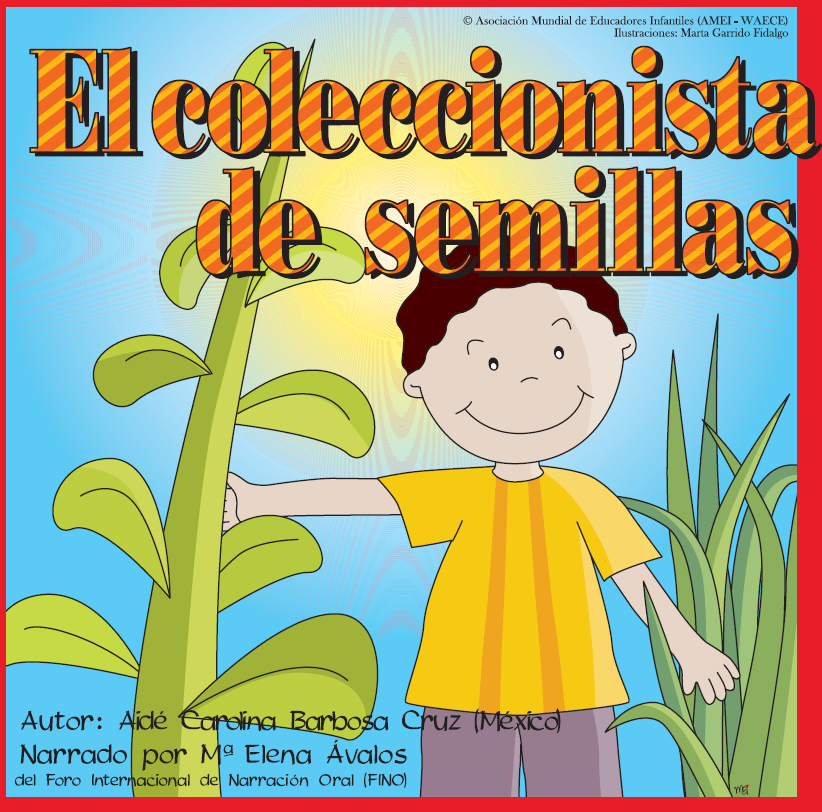 © Asociación Mundial de Educadores Infantiles (AMEI - WAECE)
Ilustraciones: Marta Garrido Fidalgo
El coleccionista
de semillas
Autor: Aidé Carolina Barbosa Cruz (México)
Narrado por Mª Elena Ávalos
del Foro Internacional de Narración Oral (FINO)